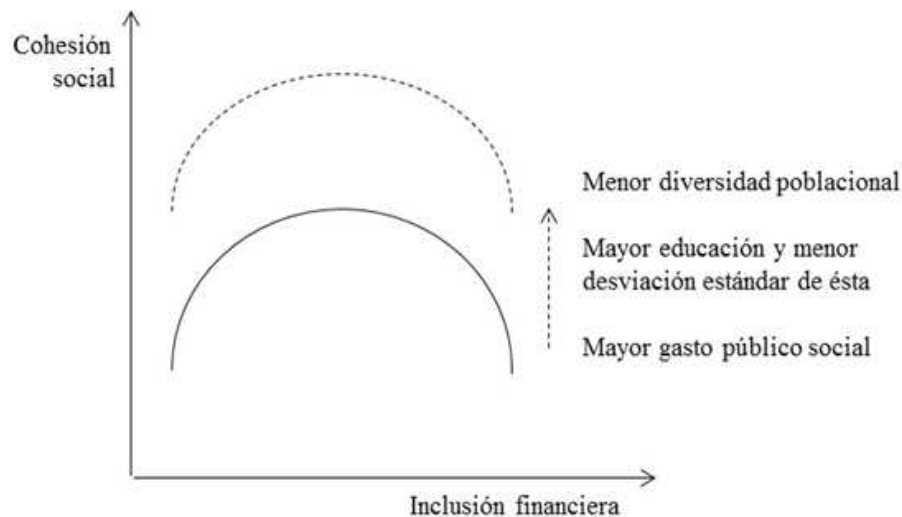 Cohesión
social
Menor diversidad poblacional
Mayor educación y menor
desviación estándar de ésta
Mayor gasto público social
Inclusión financiera